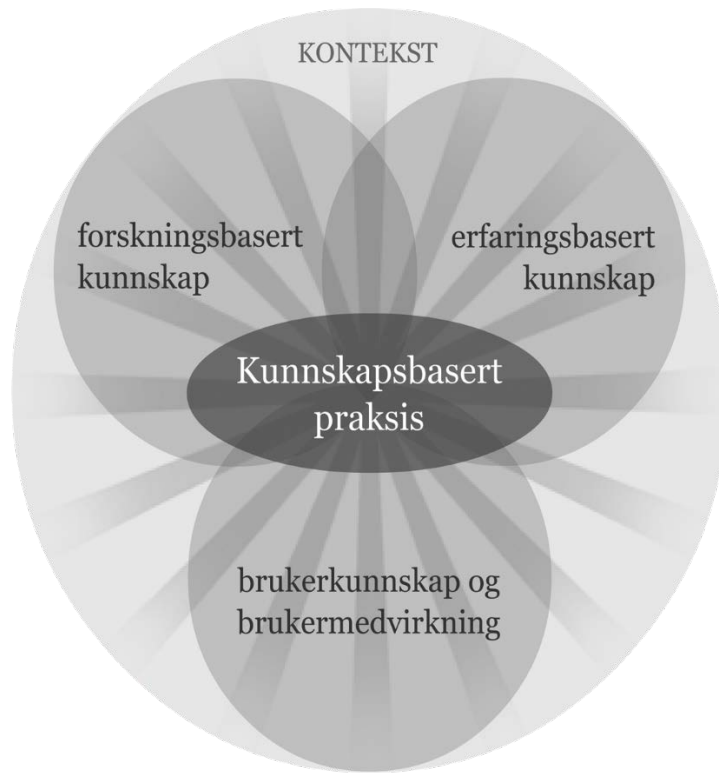 KONTEKST
forskningsbasert
kunnskap
erfaringsbasert
kunnskap
Kunnskapsbasert
praksis
brukerkunnskap og
brukermedvirkning